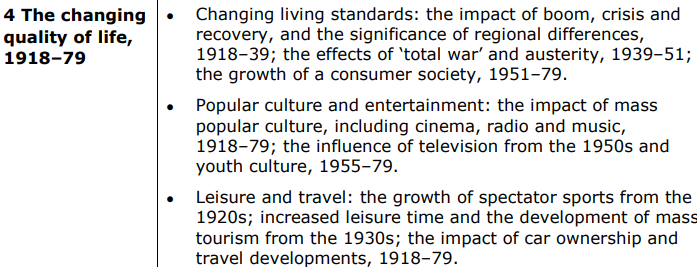 4 The changing
quality of life,
1918–79
• Changing living standards: the impact of boom, crisis and
recovery, and the significance of regional differences,
1918–39; the effects of ‘total war’ and austerity, 1939–51;
the growth of a consumer society, 1951–79.
• Popular culture and entertainment: the impact of mass
popular culture, including cinema, radio and music,
1918–79; the influence of television from the 1950s and
youth culture, 1955–79.
• Leisure and travel: the growth of spectator sports from the
1920s; increased leisure time and the development of mass
tourism from the 1930s; the impact of car ownership and
travel developments, 1918–79.